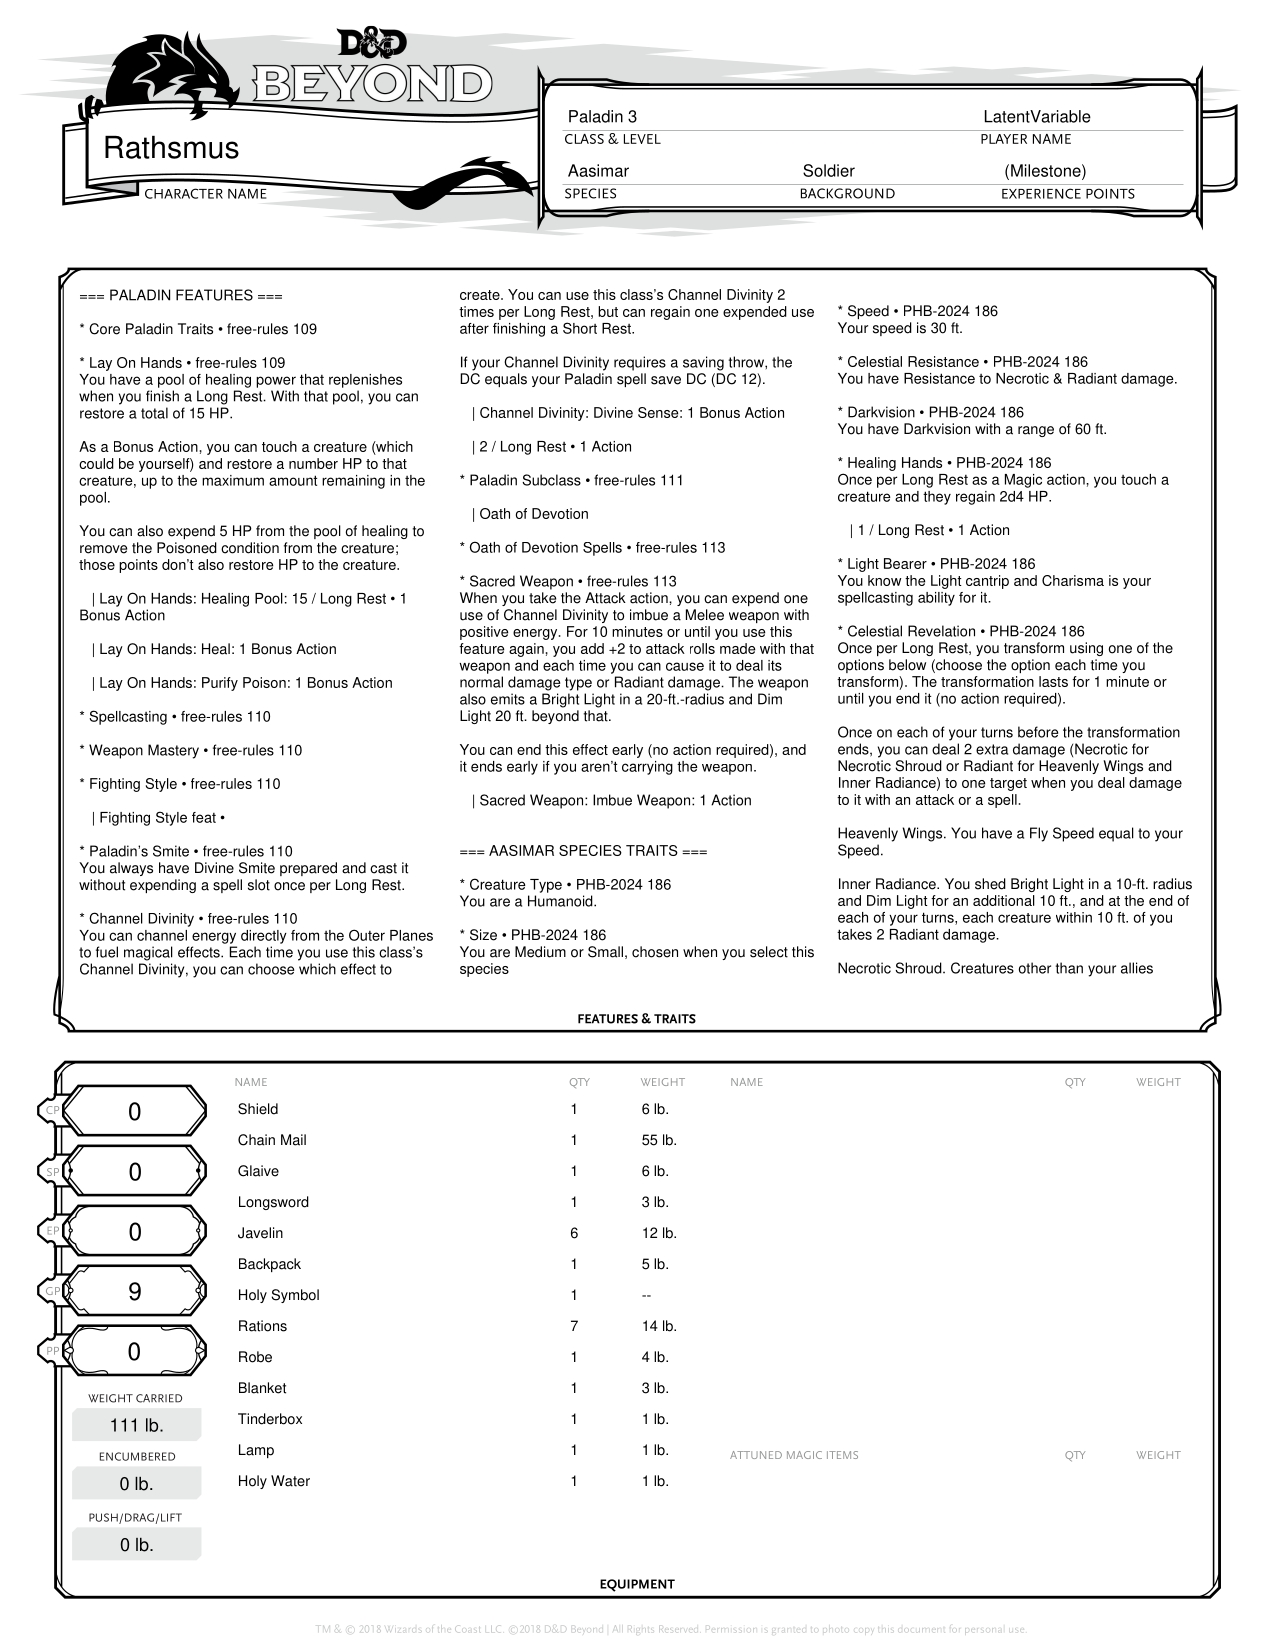 D&D
BEYOND
Rathsmus
CHARACTER NAME
Paladin 3
LatentVariable
CLASS & LEVEL
PLAYER NAME
Aasimar
Soldier
(Milestone)
SPECIES
BACKGROUND
EXPERIENCE POINTS
=== PALADIN FEATURES ===
* Core Paladin Traits • free-rules 109
* Lay On Hands • free-rules 109
You have a pool of healing power that replenishes
when you finish a Long Rest. With that pool, you can
restore a total of 15 HP.
As a Bonus Action, you can touch a creature (which
could be yourself) and restore a number HP to that
creature, up to the maximum amount remaining in the
pool.
You can also expend 5 HP from the pool of healing to
remove the Poisoned condition from the creature;
those points don’t also restore HP to the creature.
| Lay On Hands: Healing Pool: 15 / Long Rest • 1
Bonus Action
| Lay On Hands: Heal: 1 Bonus Action
| Lay On Hands: Purify Poison: 1 Bonus Action
* Spellcasting • free-rules 110
* Weapon Mastery • free-rules 110
* Fighting Style • free-rules 110
| Fighting Style feat •
* Paladin’s Smite • free-rules 110
You always have Divine Smite prepared and cast it
without expending a spell slot once per Long Rest.
* Channel Divinity • free-rules 110
You can channel energy directly from the Outer Planes
to fuel magical effects. Each time you use this class’s
Channel Divinity, you can choose which effect to
create. You can use this class’s Channel Divinity 2
times per Long Rest, but can regain one expended use
after finishing a Short Rest.
If your Channel Divinity requires a saving throw, the
DC equals your Paladin spell save DC (DC 12).
| Channel Divinity: Divine Sense: 1 Bonus Action
| 2 / Long Rest • 1 Action
* Paladin Subclass • free-rules 111
| Oath of Devotion
* Oath of Devotion Spells • free-rules 113
* Sacred Weapon • free-rules 113
When you take the Attack action, you can expend one
use of Channel Divinity to imbue a Melee weapon with
positive energy. For 10 minutes or until you use this
feature again, you add +2 to attack rolls made with that
weapon and each time you can cause it to deal its
normal damage type or Radiant damage. The weapon
also emits a Bright Light in a 20-ft.-radius and Dim
Light 20 ft. beyond that.
You can end this effect early (no action required), and
it ends early if you aren’t carrying the weapon.
| Sacred Weapon: Imbue Weapon: 1 Action
=== AASIMAR SPECIES TRAITS ===
* Creature Type • PHB-2024 186
You are a Humanoid.
* Size • PHB-2024 186
You are Medium or Small, chosen when you select this
species
* Speed • PHB-2024 186
Your speed is 30 ft.
* Celestial Resistance • PHB-2024 186
You have Resistance to Necrotic & Radiant damage.
* Darkvision • PHB-2024 186
You have Darkvision with a range of 60 ft.
* Healing Hands • PHB-2024 186
Once per Long Rest as a Magic action, you touch a
creature and they regain 2d4 HP.
| 1 / Long Rest • 1 Action
* Light Bearer • PHB-2024 186
You know the Light cantrip and Charisma is your
spellcasting ability for it.
* Celestial Revelation • PHB-2024 186
Once per Long Rest, you transform using one of the
options below (choose the option each time you
transform). The transformation lasts for 1 minute or
until you end it (no action required).
Once on each of your turns before the transformation
ends, you can deal 2 extra damage (Necrotic for
Necrotic Shroud or Radiant for Heavenly Wings and
Inner Radiance) to one target when you deal damage
to it with an attack or a spell.
Heavenly Wings. You have a Fly Speed equal to your
Speed.
Inner Radiance. You shed Bright Light in a 10-ft. radius
and Dim Light for an additional 10 ft., and at the end of
each of your turns, each creature within 10 ft. of you
takes 2 Radiant damage.
Necrotic Shroud. Creatures other than your allies
FEATURES & TRAITS
CP 0
SP 0
EP 0
GP 9
PP 0
WEIGHT CARRIED
111 lb.
ENCUMBERED
0 lb.
PUSH/DRAG/LIFT
0 lb.
NAME QTY WEIGHT
Shield 1 6 lb.
Chain Mail 1 55 lb.
Glaive 1 6 lb.
Longsword 1 3 lb.
Javelin 6 12 lb.
Backpack 1 5 lb.
Holy Symbol 1 --
Rations 7 14 lb.
Robe 1 4 lb.
Blanket 1 3 lb.
Tinderbox 1 1 lb.
Lamp 1 1 lb.
Holy Water 1 1 lb.
NAME QTY WEIGHT
ATTUNED MAGIC ITEMS QTY WEIGHT
EQUIPMENT
TM & © 2018 Wizards of the Coast LLC. ©2018 D&D Beyond | All Rights Reserved. Permission is granted to photo copy this document for personal use.